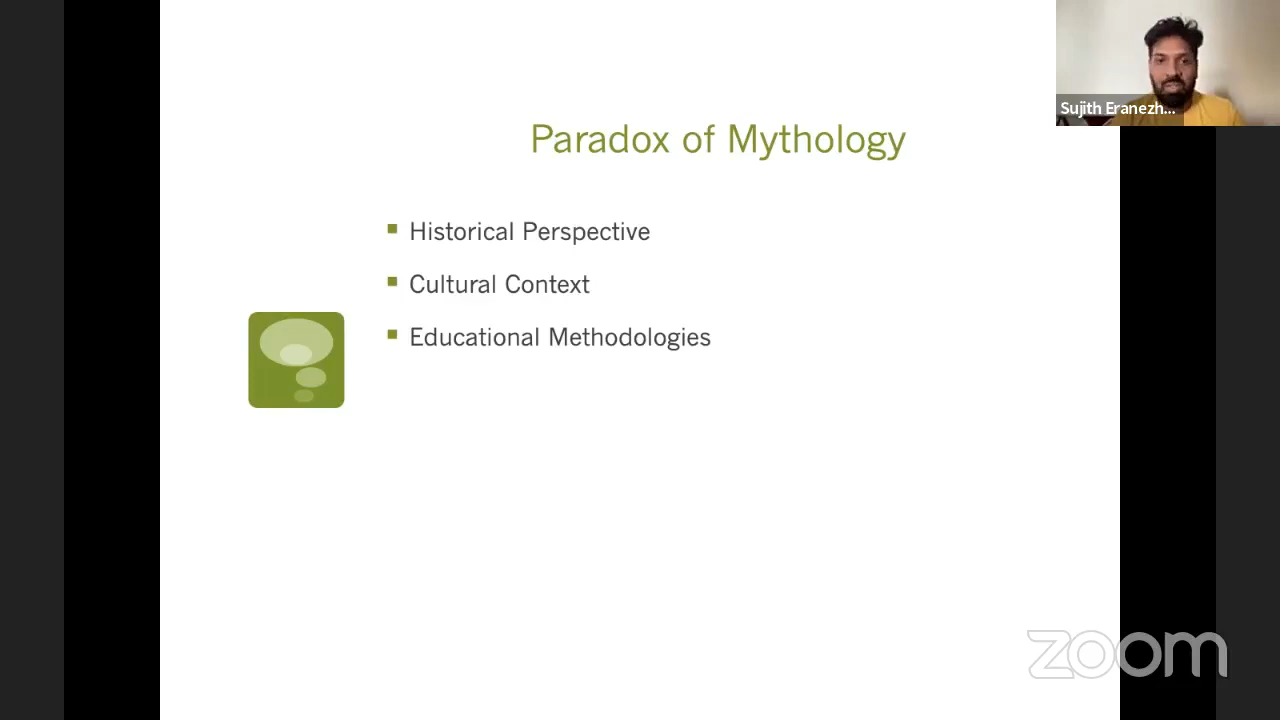 Sujith Eranezh...
Paradox of Mythology
Historical Perspective
Cultural Context
Educational Methodologies
zoom